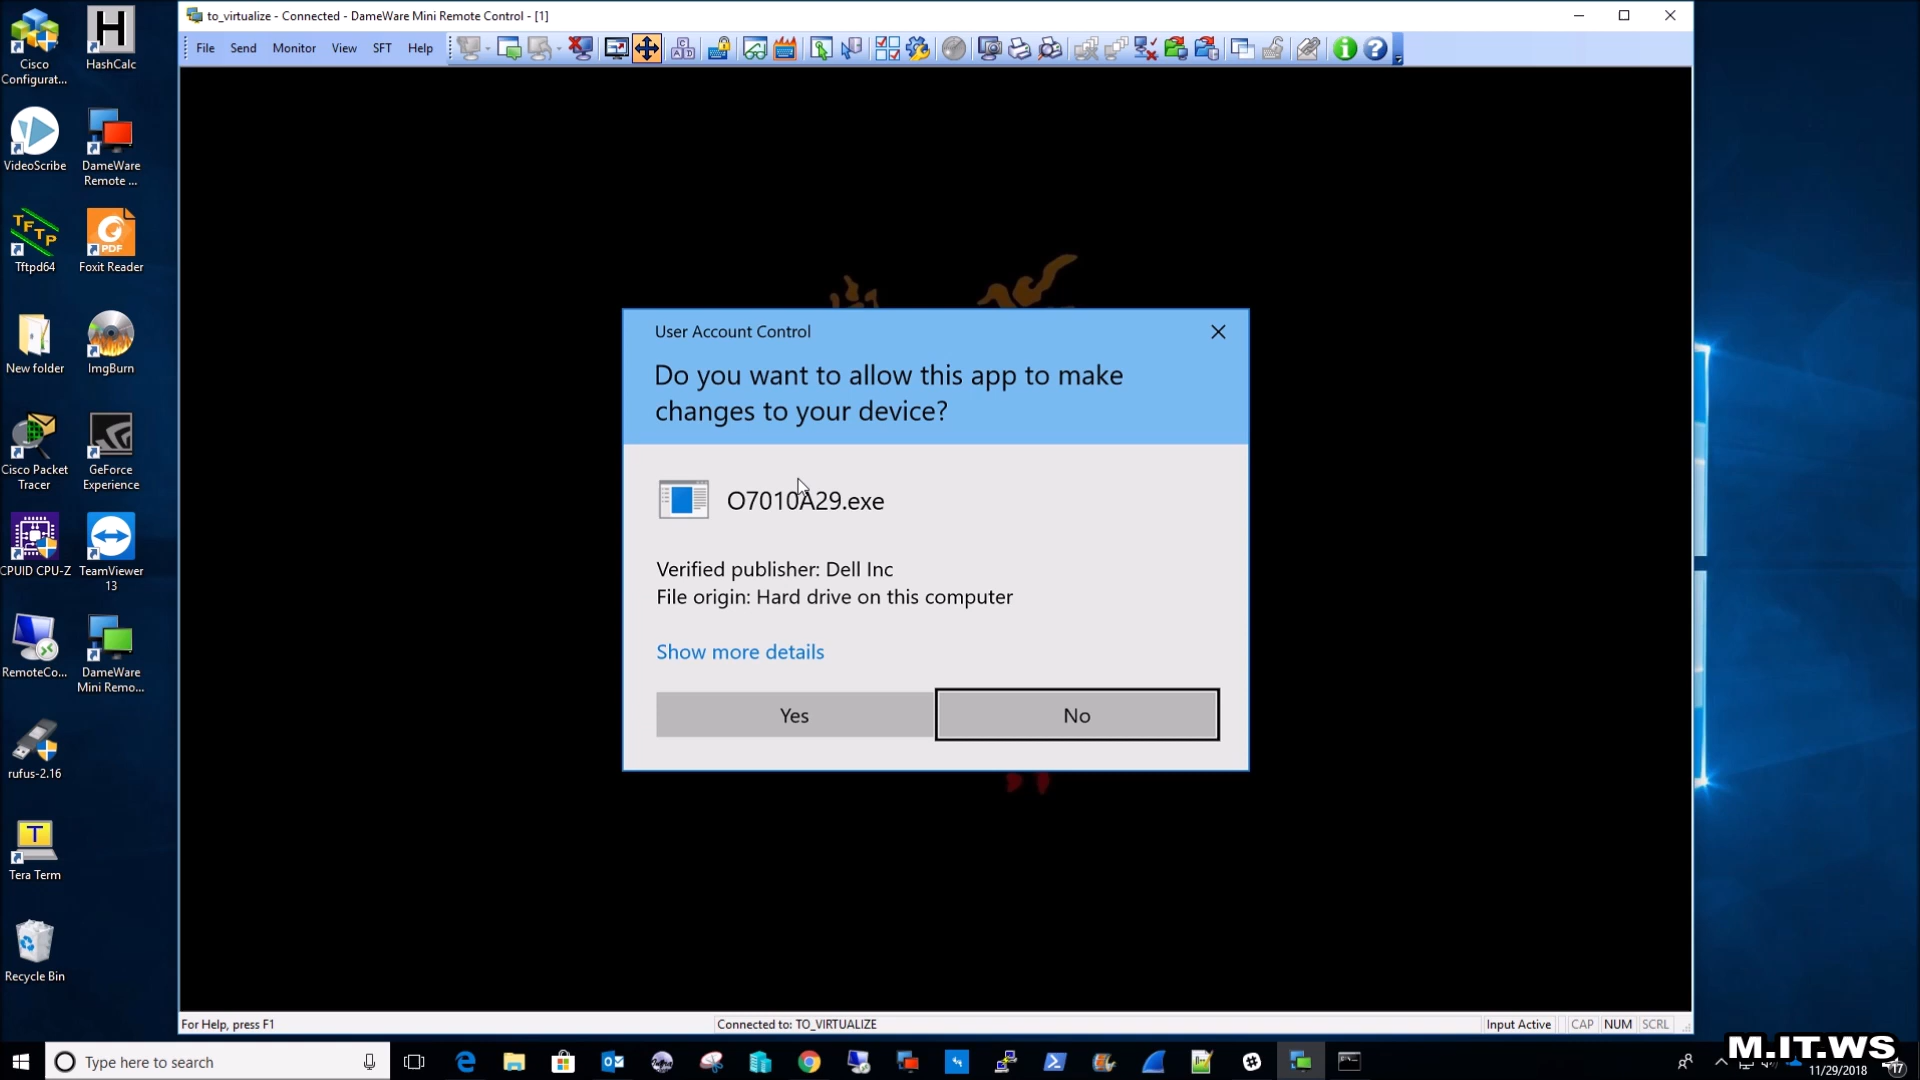 to_virtualize - Connected - DameWare Mini Remote Control - [1]
File Send Monitor View SFT Help
Cisco
Configurat...
HashCalc
VideoScribe
DameWare
Remote ...
TFTP
Tftpd64
PDF
Foxit Reader
New folder
ImgBurn
Cisco Packet
Tracer
GeForce
Experience
CPUID CPU-Z
TeamViewer
13
RemoteCo...
DameWare
Mini Remo...
rufus-2.16
T
Tera Term
Recycle Bin
User Account Control
Do you want to allow this app to make
changes to your device?
O7010A29.exe
Verified publisher: Dell Inc
File origin: Hard drive on this computer
Show more details
Yes
No
For Help, press F1
Connected to: TO_VIRTUALIZE
Input Active
CAP
NUM
SCRL
Type here to search
M.IT.WS
11/29/2018
17